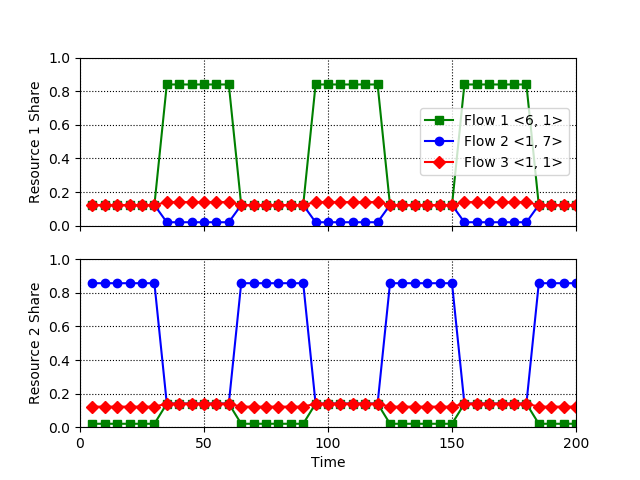 1.0
0.8
0.6
0.4
0.2
0.0
Resource 1 Share
Flow 1 <6, 1>
Flow 2 <1, 7>
Flow 3 <1, 1>
1.0
0.8
0.6
0.4
0.2
0.0
Resource 2 Share
0 50 100 150 200
Time